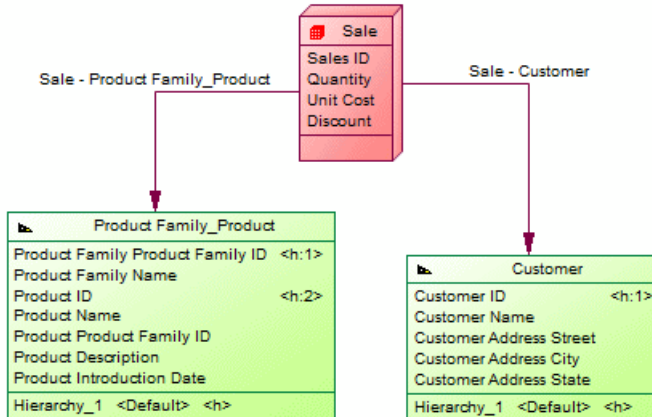 Sale
Sales ID
Quantity
Unit Cost
Discount
Sale - Product Family_Product
Sale - Customer
Product Family_Product
Product Family Product Family ID <h:1>
Product Family Name
Product ID <h:2>
Product Name
Product Product Family ID
Product Description
Product Introduction Date
Hierarchy_1 <Default> <h>
Customer
Customer ID <h:1>
Customer Name
Customer Address Street
Customer Address City
Customer Address State
Hierarchy_1 <Default> <h>